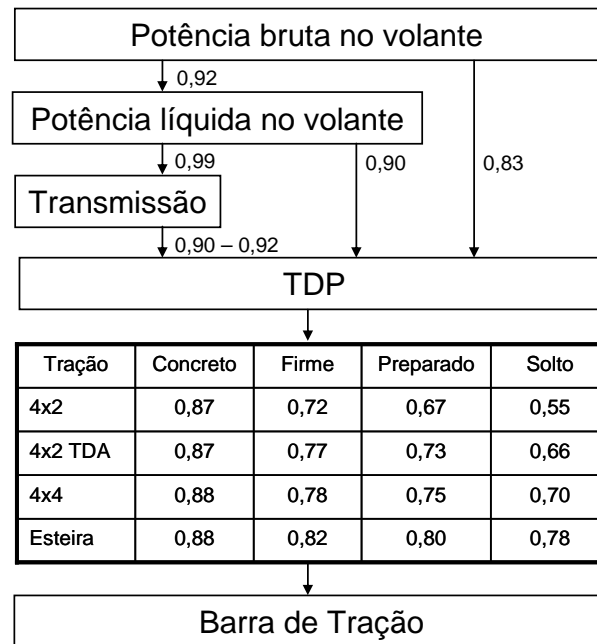 Potência bruta no volante
0,92
Potência líquida no volante
0,99 0,90 0,83
Transmissão
0,90 – 0,92
TDP
Tração Concreto Firme Preparado Solto
4x2 0,87 0,72 0,67 0,55
4x2 TDA 0,87 0,77 0,73 0,66
4x4 0,88 0,78 0,75 0,70
Esteira 0,88 0,82 0,80 0,78
Barra de Tração